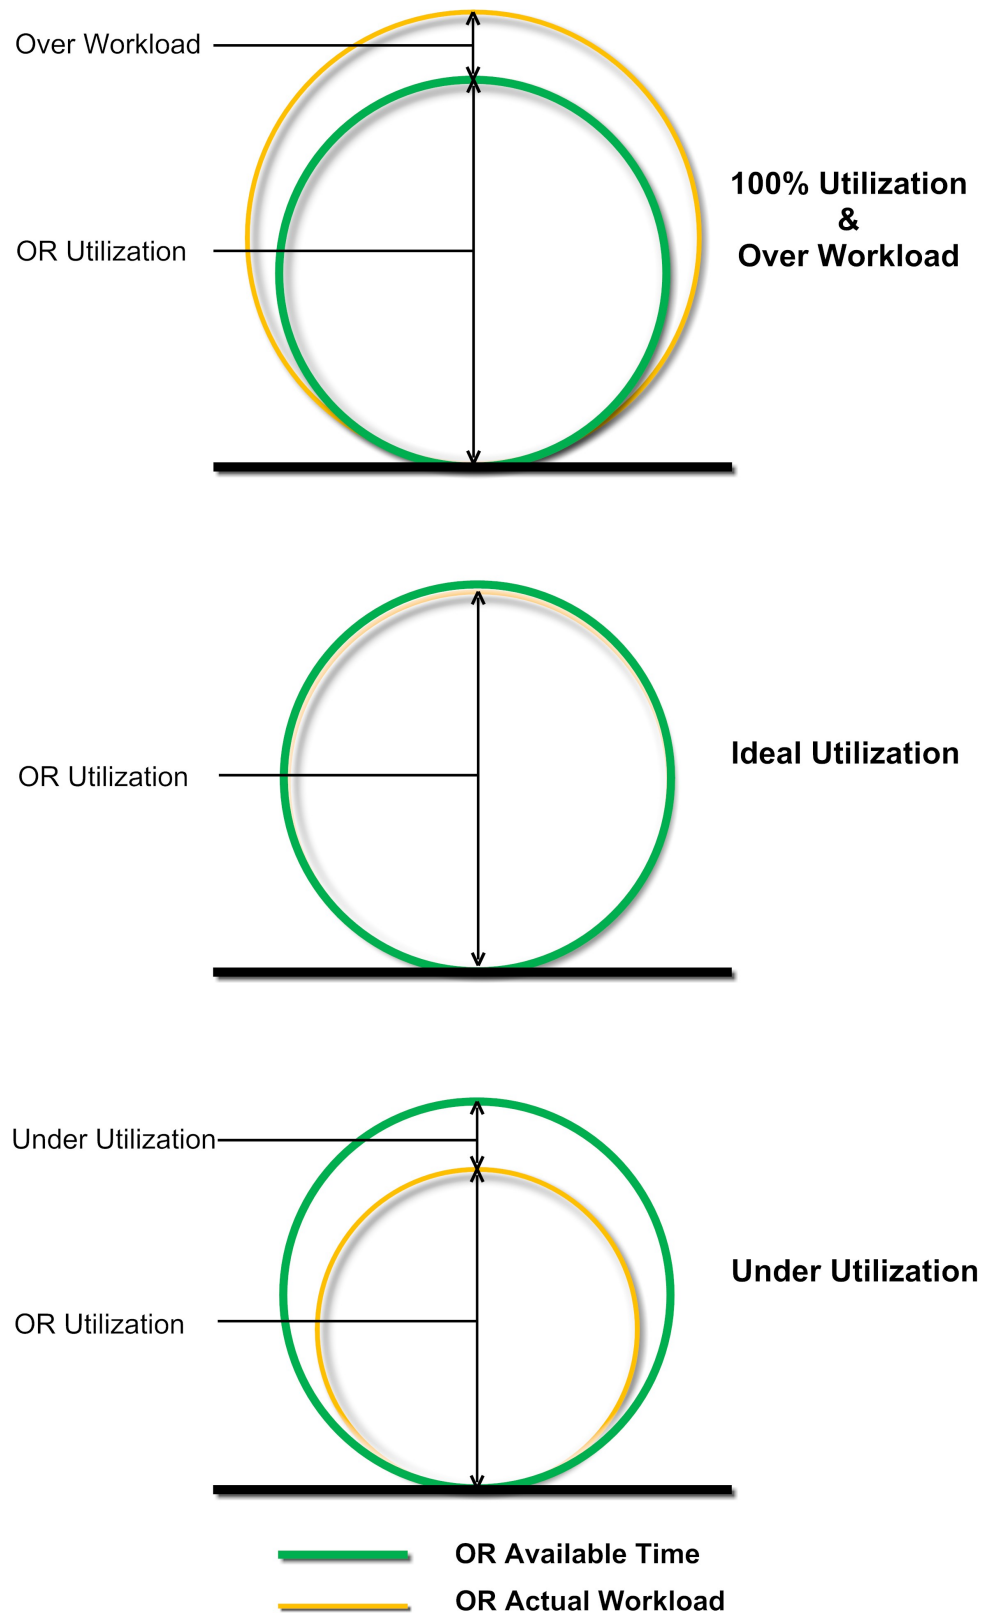 Over Workload
OR Utilization
100% Utilization
&
Over Workload
OR Utilization
Ideal Utilization
Under Utilization
OR Utilization
Under Utilization
OR Available Time
OR Actual Workload